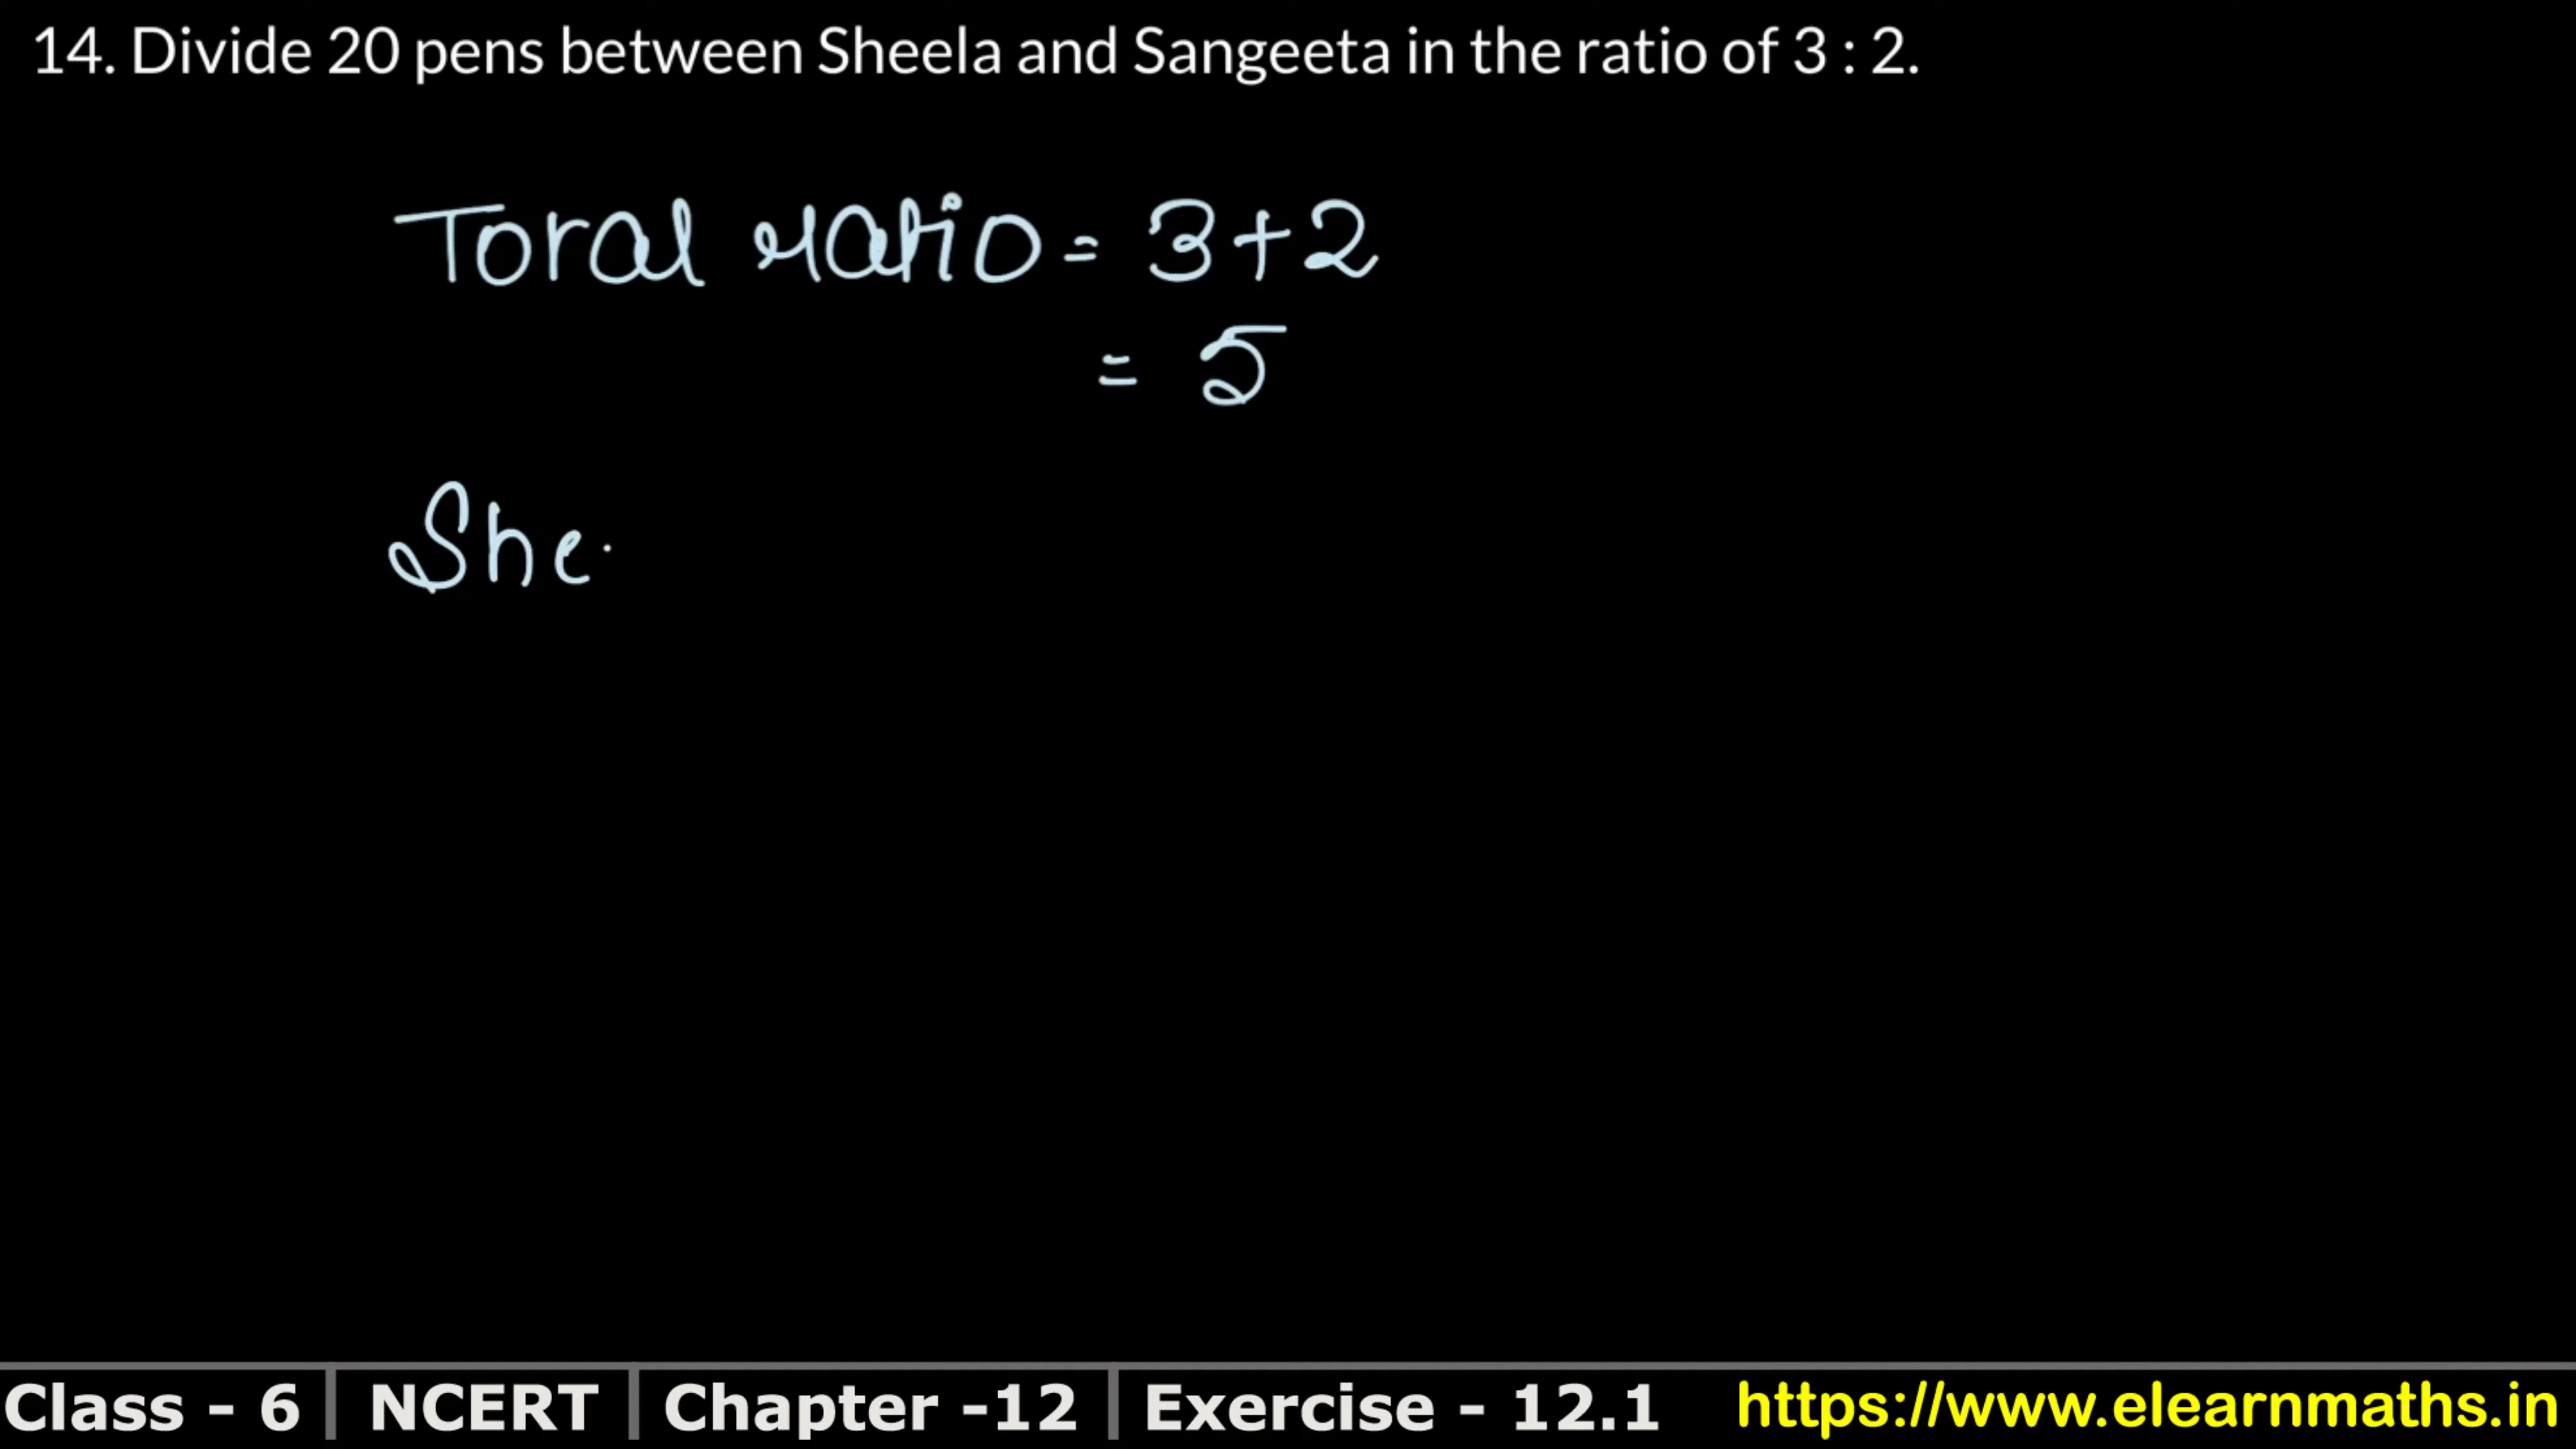 14. Divide 20 pens between Sheela and Sangeeta in the ratio of 3 : 2.
Total ratio = 3+2
= 5
She
Class - 6 | NCERT | Chapter -12 | Exercise - 12.1 https://www.elearnmaths.in